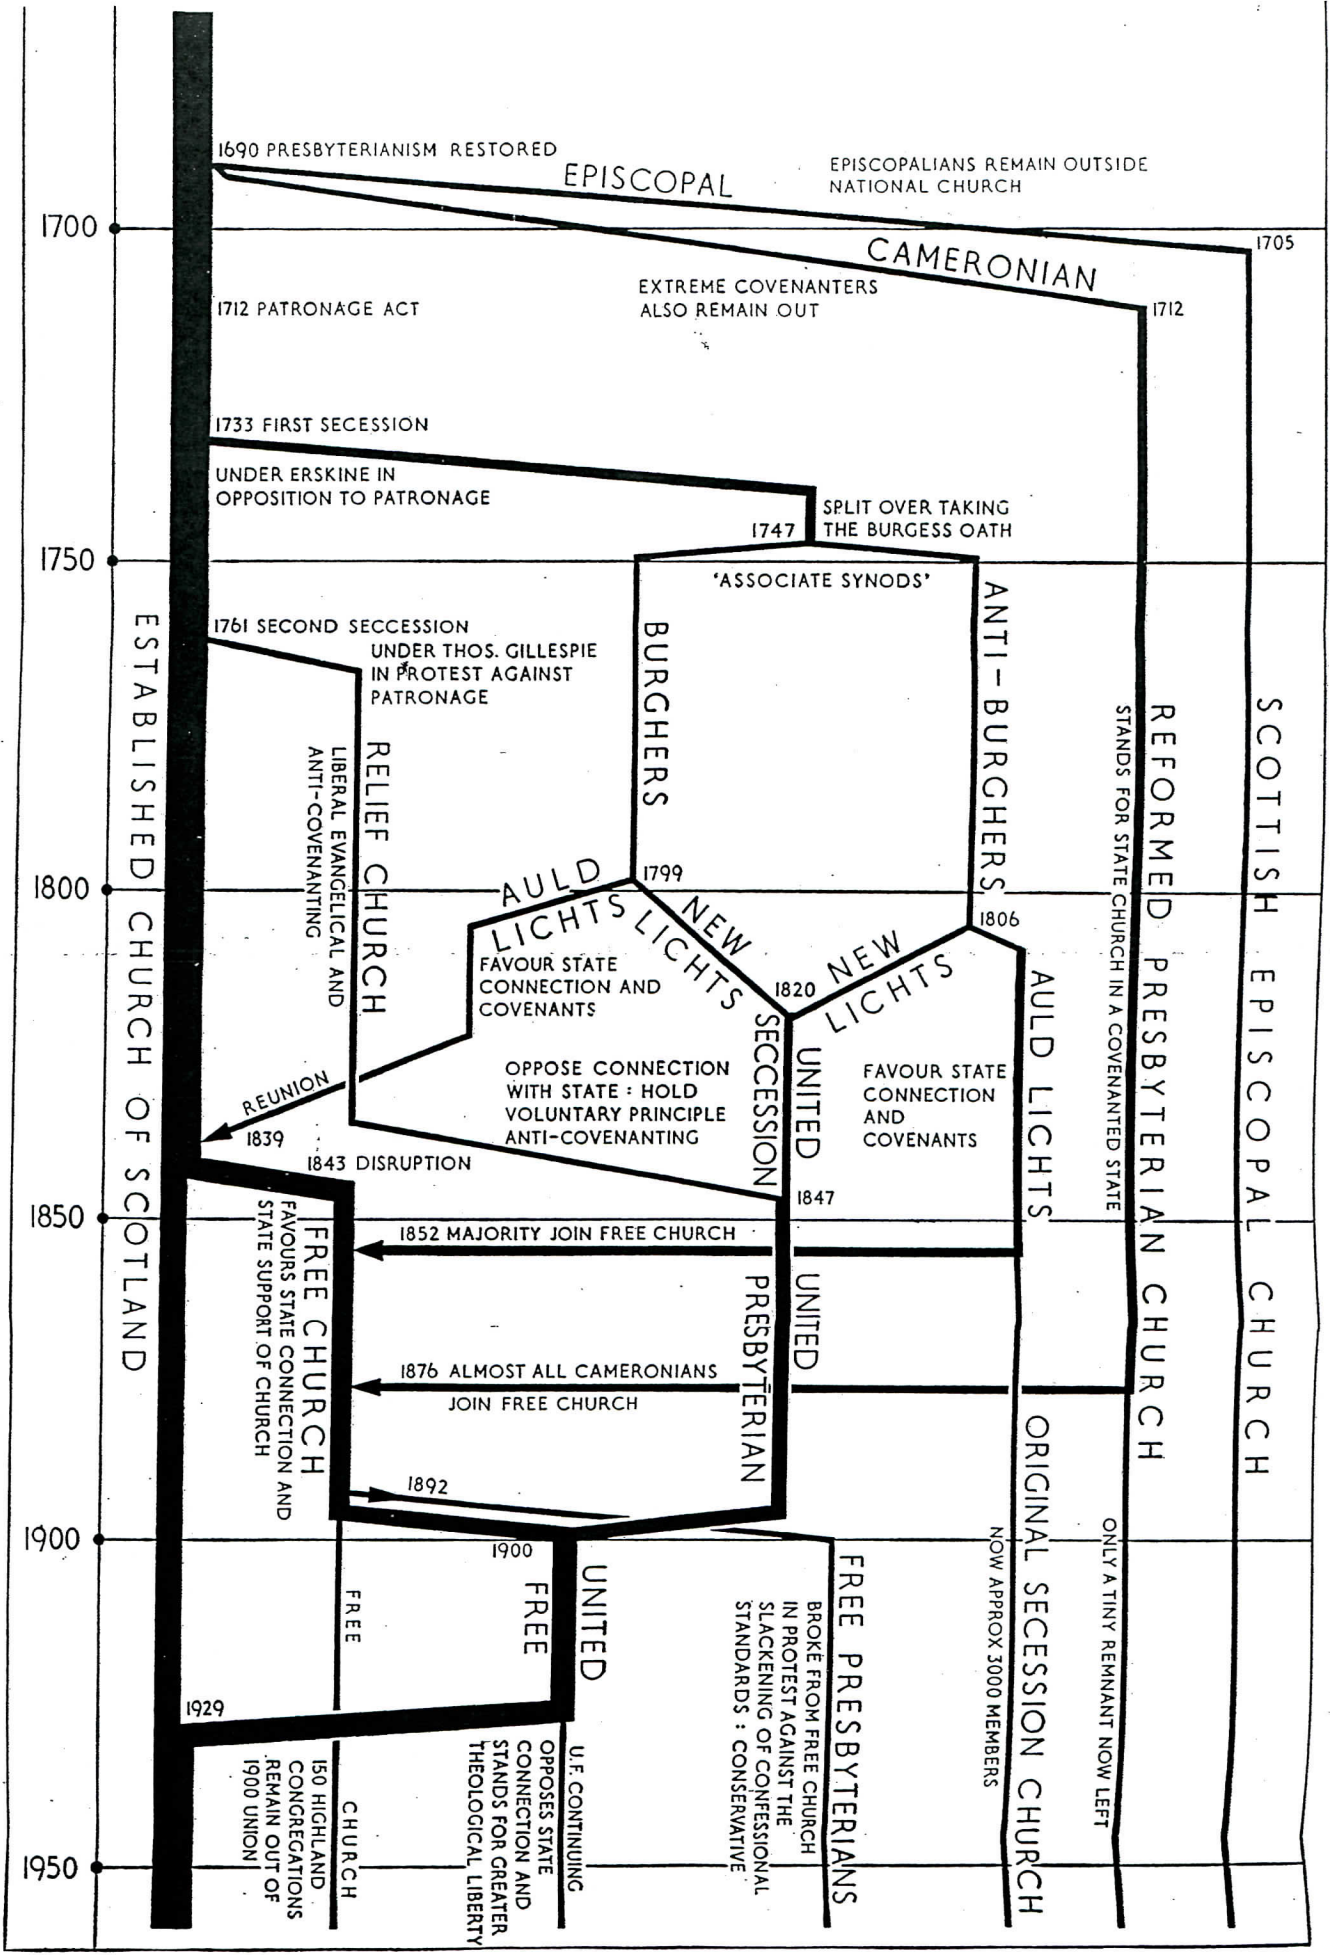 1690 PRESBYTERIANISM RESTORED
EPISCOPAL
EPISCOPALIANS REMAIN OUTSIDE
NATIONAL CHURCH
1700
1705
CAMERONIAN
EXTREME COVENANTERS
ALSO REMAIN OUT
1712 PATRONAGE ACT
1712
1733 FIRST SECESSION
UNDER ERSKINE IN
OPPOSITION TO PATRONAGE
SPLIT OVER TAKING
THE BURGESS OATH
1747
1750
'ASSOCIATE SYNODS'
BURGHERS
ANTI-BURGHERS
ESTABLISHED CHURCH OF SCOTLAND
1761 SECOND SECCESSION
UNDER THOS. GILLESPIE
IN PROTEST AGAINST
PATRONAGE
RELIEF CHURCH
LIBERAL EVANGELICAL AND
ANTI-COVENANTING
REFORMED PRESBYTERIAN CHURCH
STANDS FOR STATE CHURCH IN A COVENANTED STATE
SCOTTISH EPISCOPAL CHURCH
1800
1799
AULD
LICHTS
NEW
LICHTS
1806
NEW
LICHTS
FAVOUR STATE
CONNECTION AND
COVENANTS
1820
UNITED
SECCESSION
AULD LICHTS
OPPOSE CONNECTION
WITH STATE : HOLD
VOLUNTARY PRINCIPLE
ANTI-COVENANTING
FAVOUR STATE
CONNECTION
AND
COVENANTS
REUNION
1839
1843 DISRUPTION
1847
1850
1852 MAJORITY JOIN FREE CHURCH
FREE CHURCH
FAVOURS STATE CONNECTION AND
STATE SUPPORT OF CHURCH
UNITED
PRESBYTERIAN
1876 ALMOST ALL CAMERONIANS
JOIN FREE CHURCH
ORIGINAL SECESSION CHURCH
NOW APPROX 3000 MEMBERS
ONLY A TINY REMNANT NOW LEFT
1892
1900
1900
UNITED
FREE
FREE CHURCH
FREE PRESBYTERIANS
BROKE FROM FREE CHURCH
IN PROTEST AGAINST THE
SLACKENING OF CONFESSIONAL
STANDARDS : CONSERVATIVE
1929
150 HIGHLAND
CONGREGATIONS
REMAIN OUT OF
1900 UNION
U.F. CONTINUING
OPPOSES STATE
CONNECTION AND
STANDS FOR GREATER
THEOLOGICAL LIBERTY
1950